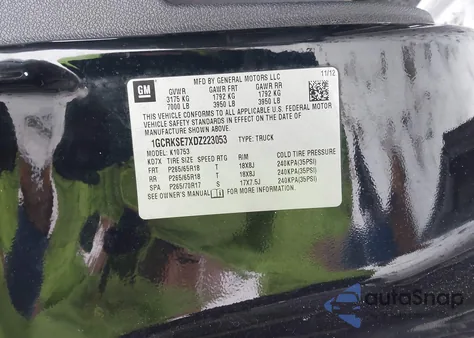 GM
MFD BY GENERAL MOTORS LLC 11/12
GVWR GAWR FRT GAWR RR
3175 KG 1792 KG 1792 KG
7000 LB 3950 LB 3950 LB
THIS VEHICLE CONFORMS TO ALL APPLICABLE U.S. FEDERAL MOTOR
VEHICLE SAFETY AND THEFT PREVENTION STANDARDS IN EFFECT ON THE DATE OF
MANUFACTURE SHOWN ABOVE.
1GCRKSE7XDZ223053 TYPE: TRUCK
MODEL: K10753
KD7X TIRE SIZE SPEED RTG RIM COLD TIRE PRESSURE
FRT P265/65R18 T 18X8J 240KPA(35PSI)
RR P265/65R18 T 18X8J 240KPA(35PSI)
SPA P265/70R17 S 17X7.5J 240KPA(35PSI)
SEE OWNER'S MANUAL FOR MORE INFORMATION.
autoSnap